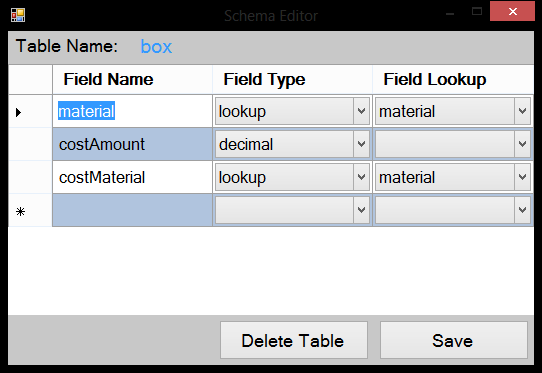 Schema Editor
Table Name: box
Field Name Field Type Field Lookup
material lookup material
costAmount decimal
costMaterial lookup material
Delete Table Save